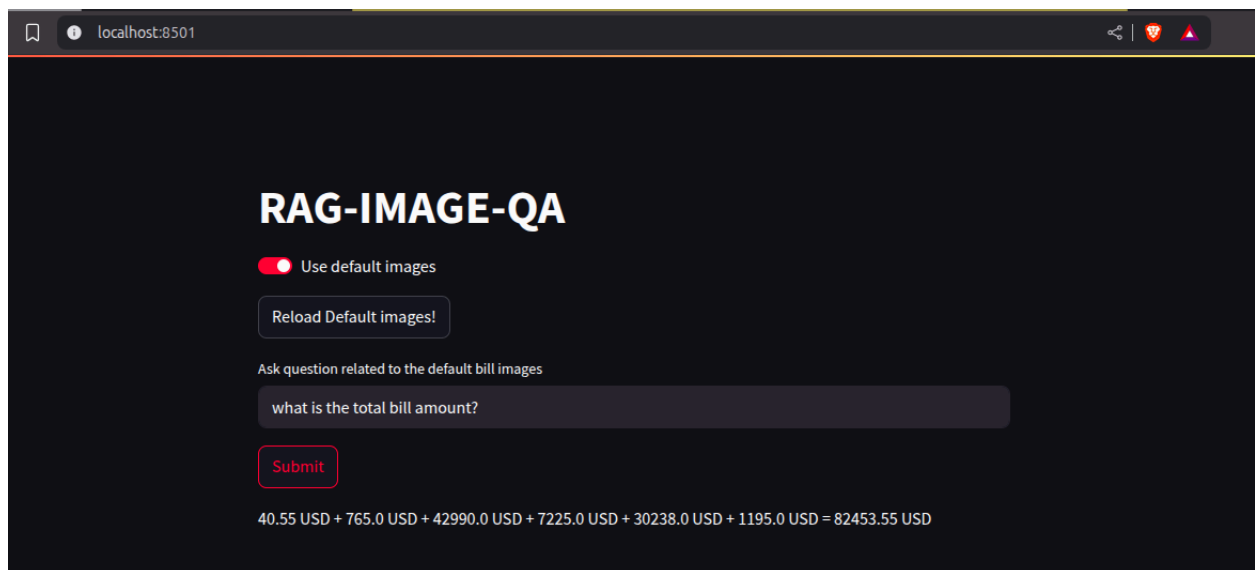 localhost:8501
RAG-IMAGE-QA
Use default images
Reload Default images!
Ask question related to the default bill images
what is the total bill amount?
Submit
40.55 USD + 765.0 USD + 42990.0 USD + 7225.0 USD + 30238.0 USD + 1195.0 USD = 82453.55 USD